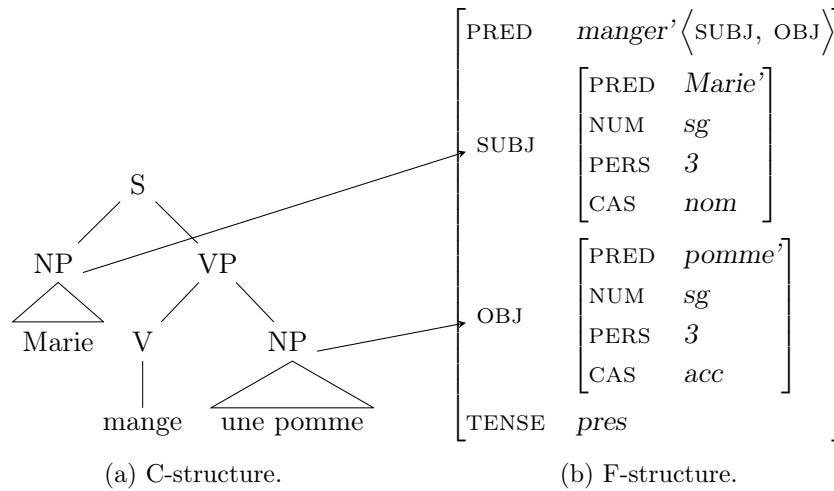 S
NP VP
Marie V NP
mange une pomme
(a) C-structure.
PRED manger’ ⟨SUBJ, OBJ⟩
SUBJ
PRED Marie’
NUM sg
PERS 3
CAS nom
OBJ
PRED pomme’
NUM sg
PERS 3
CAS acc
TENSE pres
(b) F-structure.